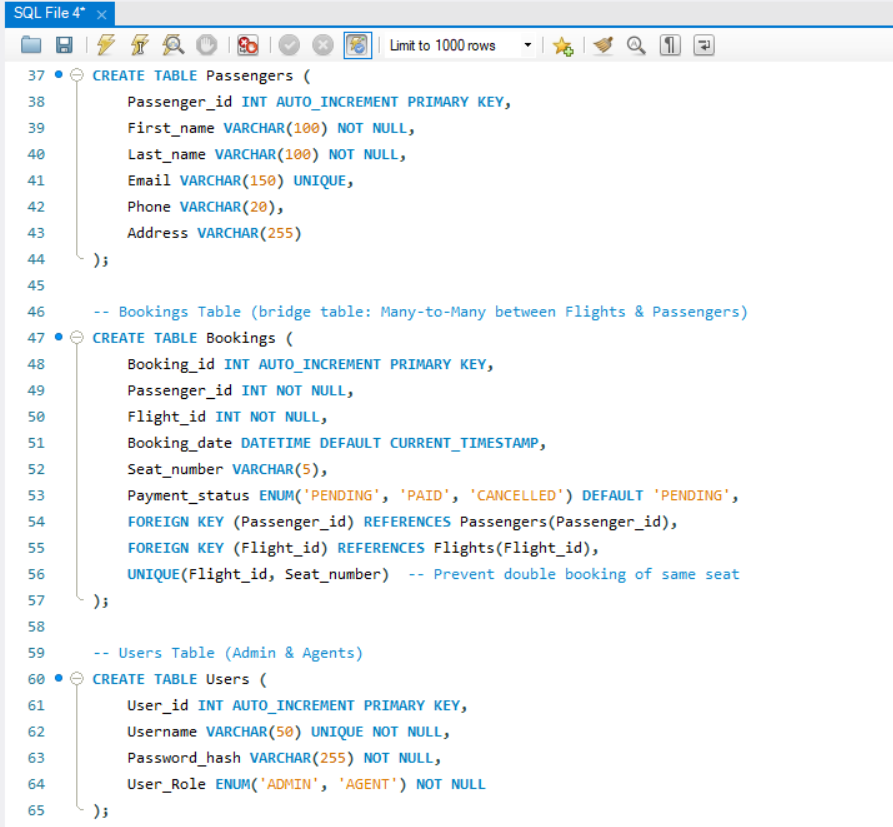 SQL File 4*
Limit to 1000 rows
37 CREATE TABLE Passengers (
38 Passenger_id INT AUTO_INCREMENT PRIMARY KEY,
39 First_name VARCHAR(100) NOT NULL,
40 Last_name VARCHAR(100) NOT NULL,
41 Email VARCHAR(150) UNIQUE,
42 Phone VARCHAR(20),
43 Address VARCHAR(255)
44 );
45
46 -- Bookings Table (bridge table: Many-to-Many between Flights & Passengers)
47 CREATE TABLE Bookings (
48 Booking_id INT AUTO_INCREMENT PRIMARY KEY,
49 Passenger_id INT NOT NULL,
50 Flight_id INT NOT NULL,
51 Booking_date DATETIME DEFAULT CURRENT_TIMESTAMP,
52 Seat_number VARCHAR(5),
53 Payment_status ENUM('PENDING', 'PAID', 'CANCELLED') DEFAULT 'PENDING',
54 FOREIGN KEY (Passenger_id) REFERENCES Passengers(Passenger_id),
55 FOREIGN KEY (Flight_id) REFERENCES Flights(Flight_id),
56 UNIQUE(Flight_id, Seat_number) -- Prevent double booking of same seat
57 );
58
59 -- Users Table (Admin & Agents)
60 CREATE TABLE Users (
61 User_id INT AUTO_INCREMENT PRIMARY KEY,
62 Username VARCHAR(50) UNIQUE NOT NULL,
63 Password_hash VARCHAR(255) NOT NULL,
64 User_Role ENUM('ADMIN', 'AGENT') NOT NULL
65 );